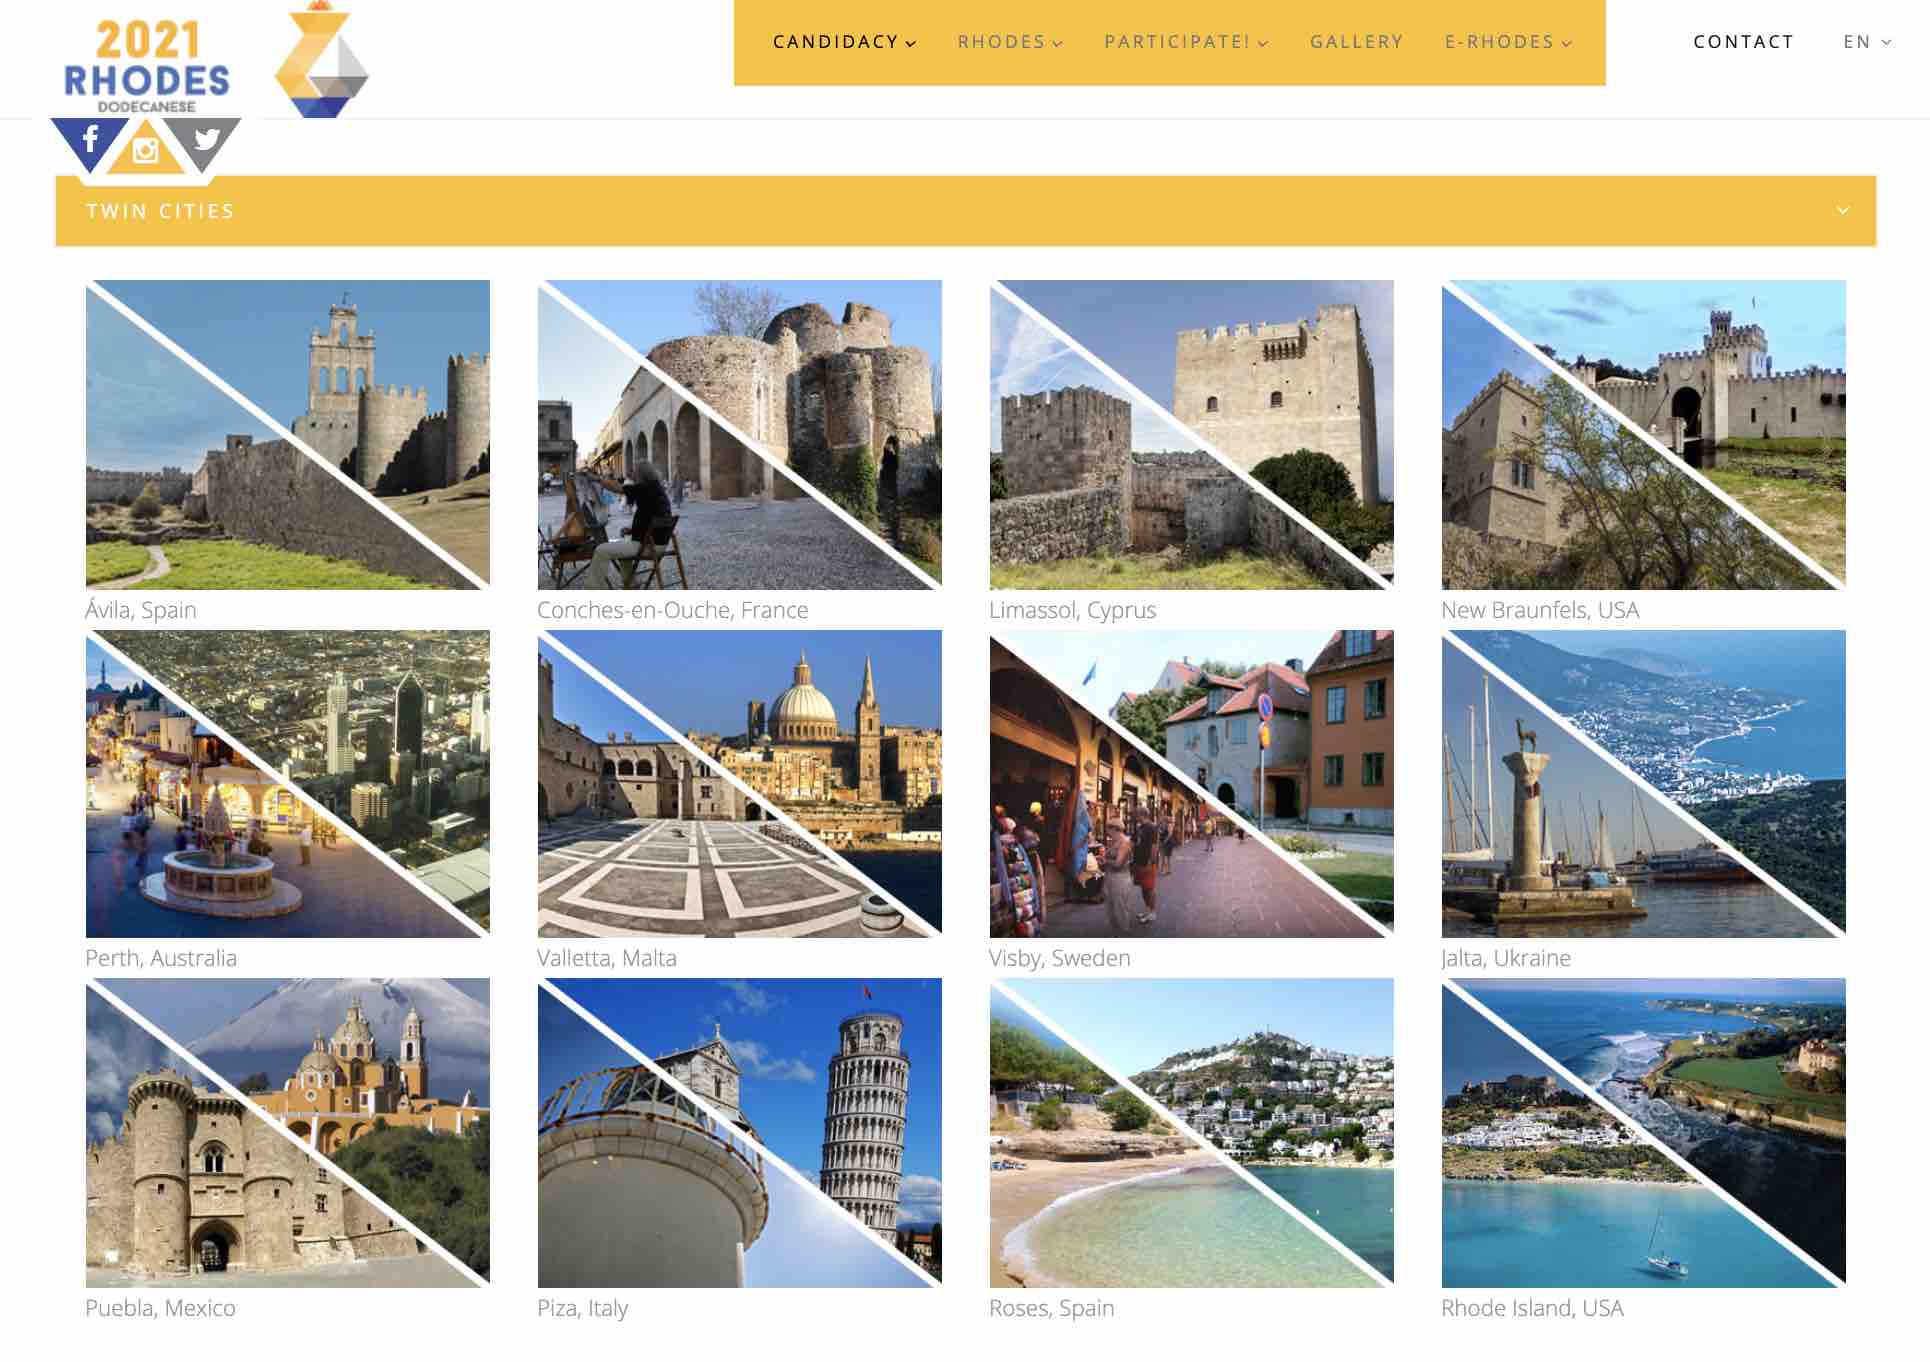 2021
RHODES
DODECANESE
CANDIDACY
RHODES
PARTICIPATE!
GALLERY
E-RHODES
CONTACT
EN
TWIN CITIES
Ávila, Spain
Conches-en-Ouche, France
Limassol, Cyprus
New Braunfels, USA
Perth, Australia
Valletta, Malta
Visby, Sweden
Jalta, Ukraine
Puebla, Mexico
Piza, Italy
Roses, Spain
Rhode Island, USA